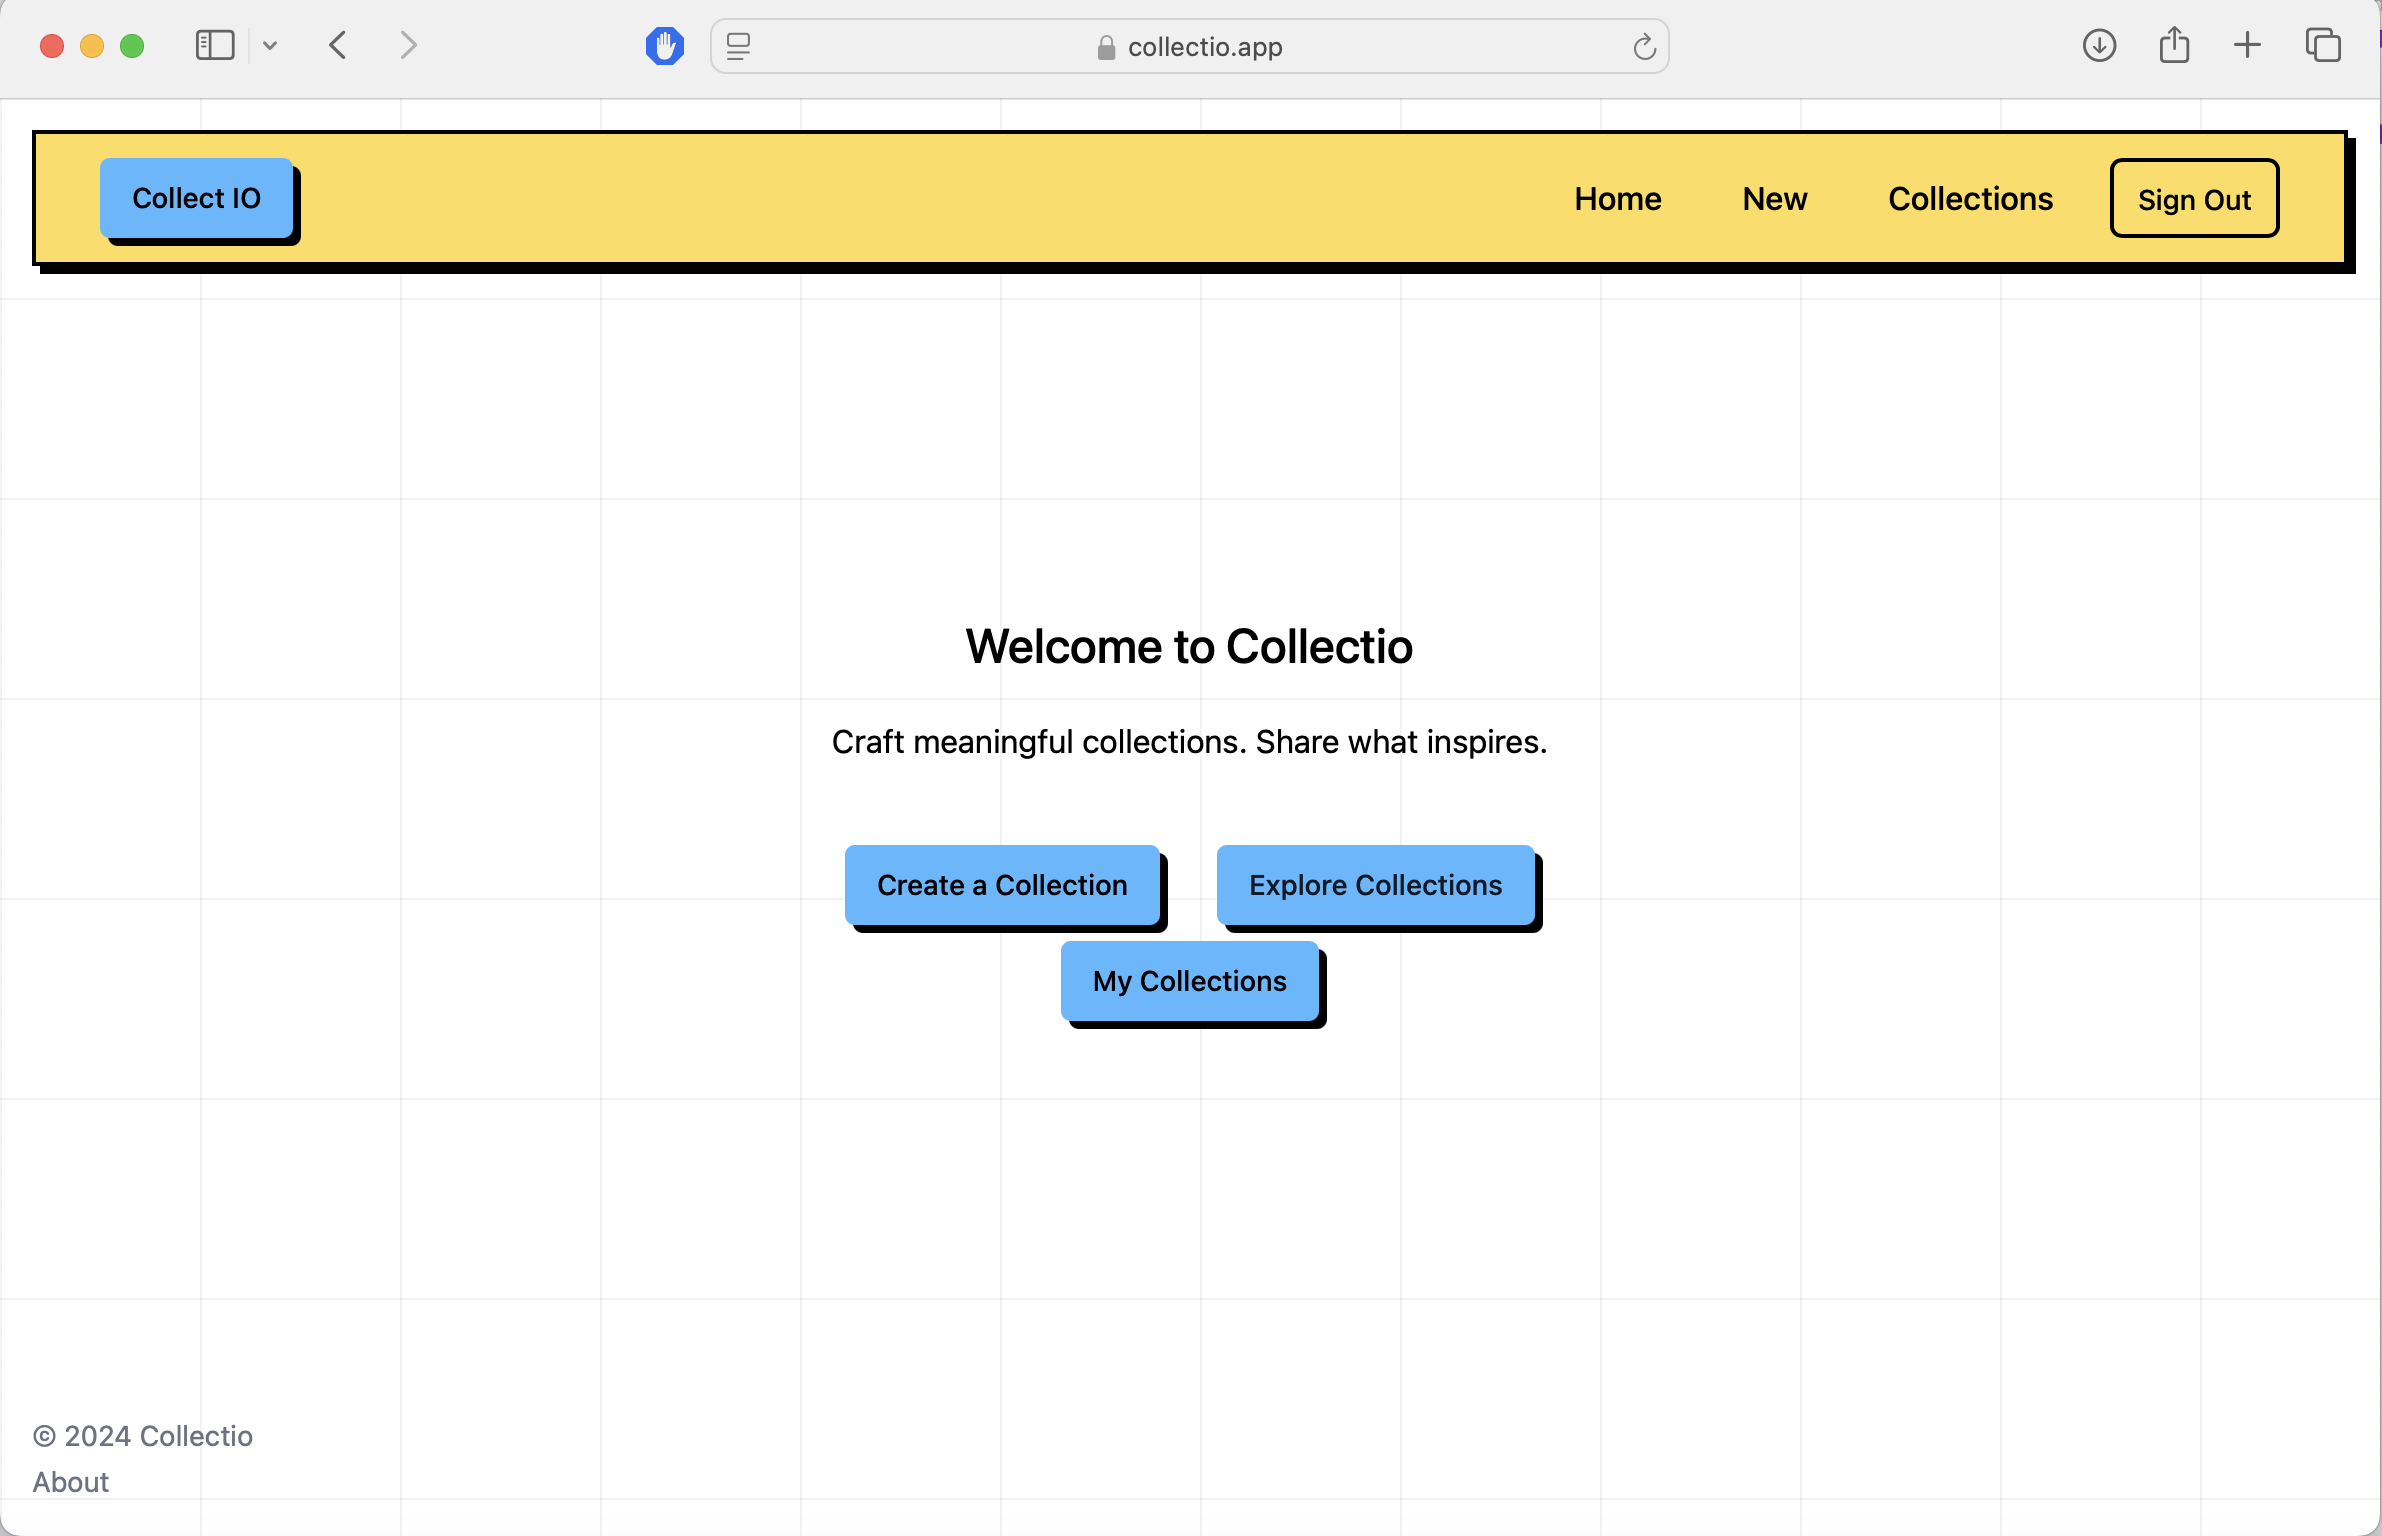 collectio.app
Collect IO
Home New Collections Sign Out
Welcome to Collectio
Craft meaningful collections. Share what inspires.
Create a Collection Explore Collections
My Collections
© 2024 Collectio
About